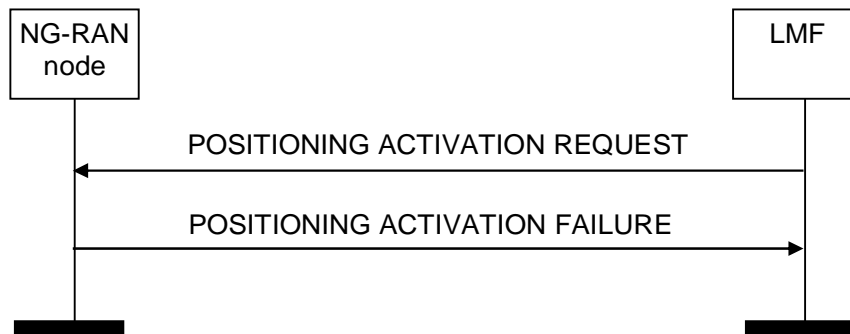 NG-RAN
node
LMF
POSITIONING ACTIVATION REQUEST
POSITIONING ACTIVATION FAILURE